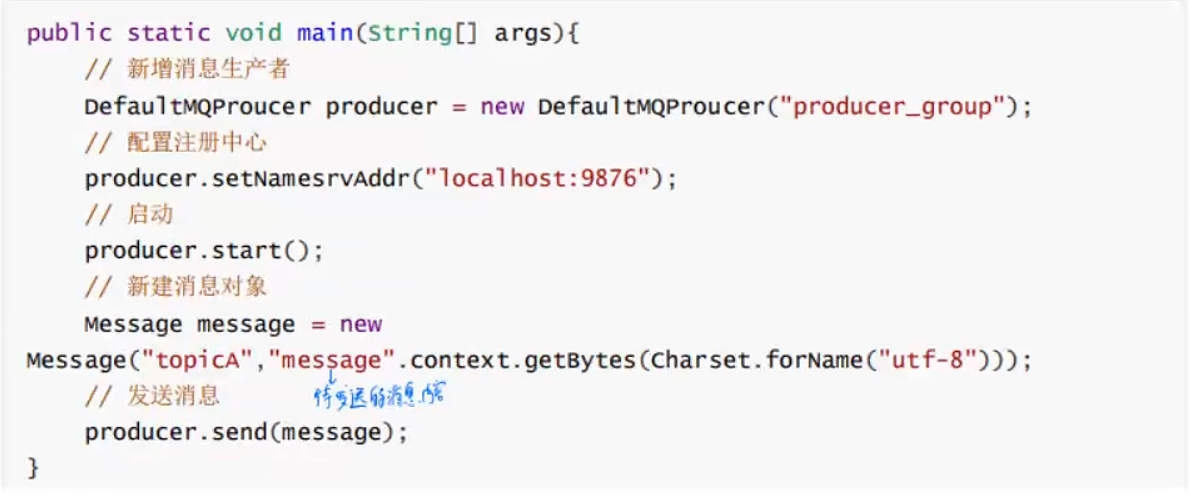 public static void main(String[] args){
// 新增消息生产者
DefaultMQProucer producer = new DefaultMQProucer("producer_group");
// 配置注册中心
producer.setNamesrvAddr("localhost:9876");
// 启动
producer.start();
// 新建消息对象
Message message = new
Message("topicA","message".context.getBytes(Charset.forName("utf-8")));
// 发送消息
待发送的消息内容
producer.send(message);
}